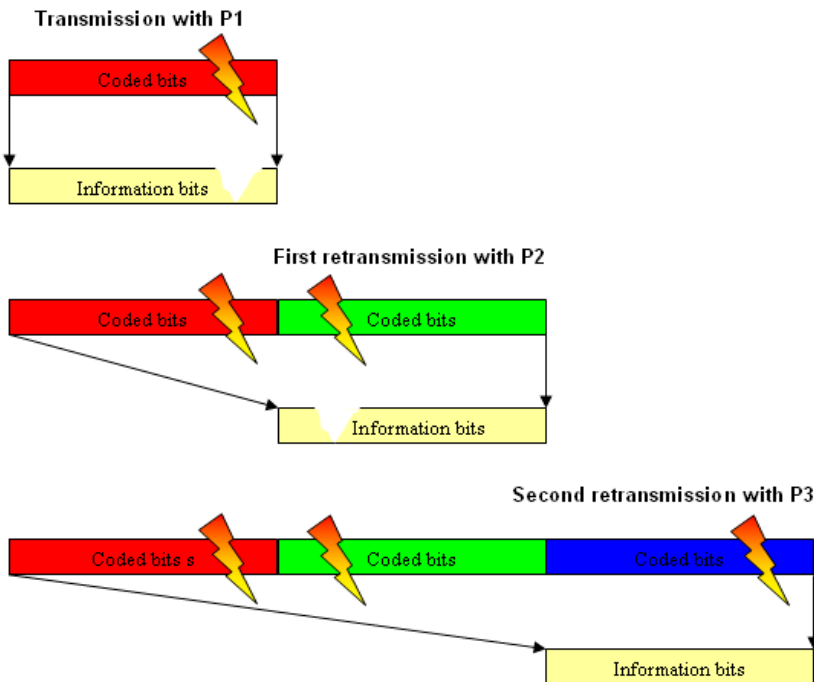 Transmission with P1
Coded bits
Information bits
First retransmission with P2
Coded bits Coded bits
Information bits
Second retransmission with P3
Coded bits s Coded bits Coded bits
Information bits